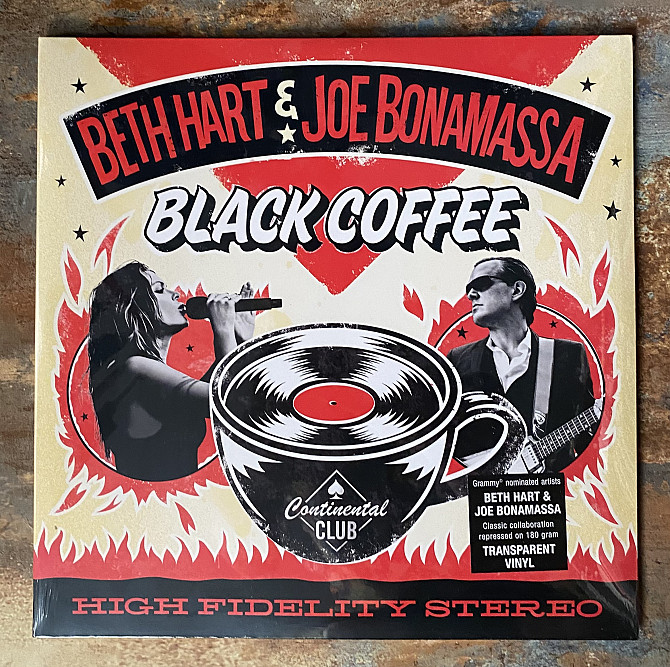 BETH HART & JOE BONAMASSA
BLACK COFFEE
Continental
CLUB
Grammy® nominated artists
BETH HART &
JOE BONAMASSA
Classic collaboration
repressed on 180 gram
TRANSPARENT
VINYL
HIGH FIDELITY STEREO